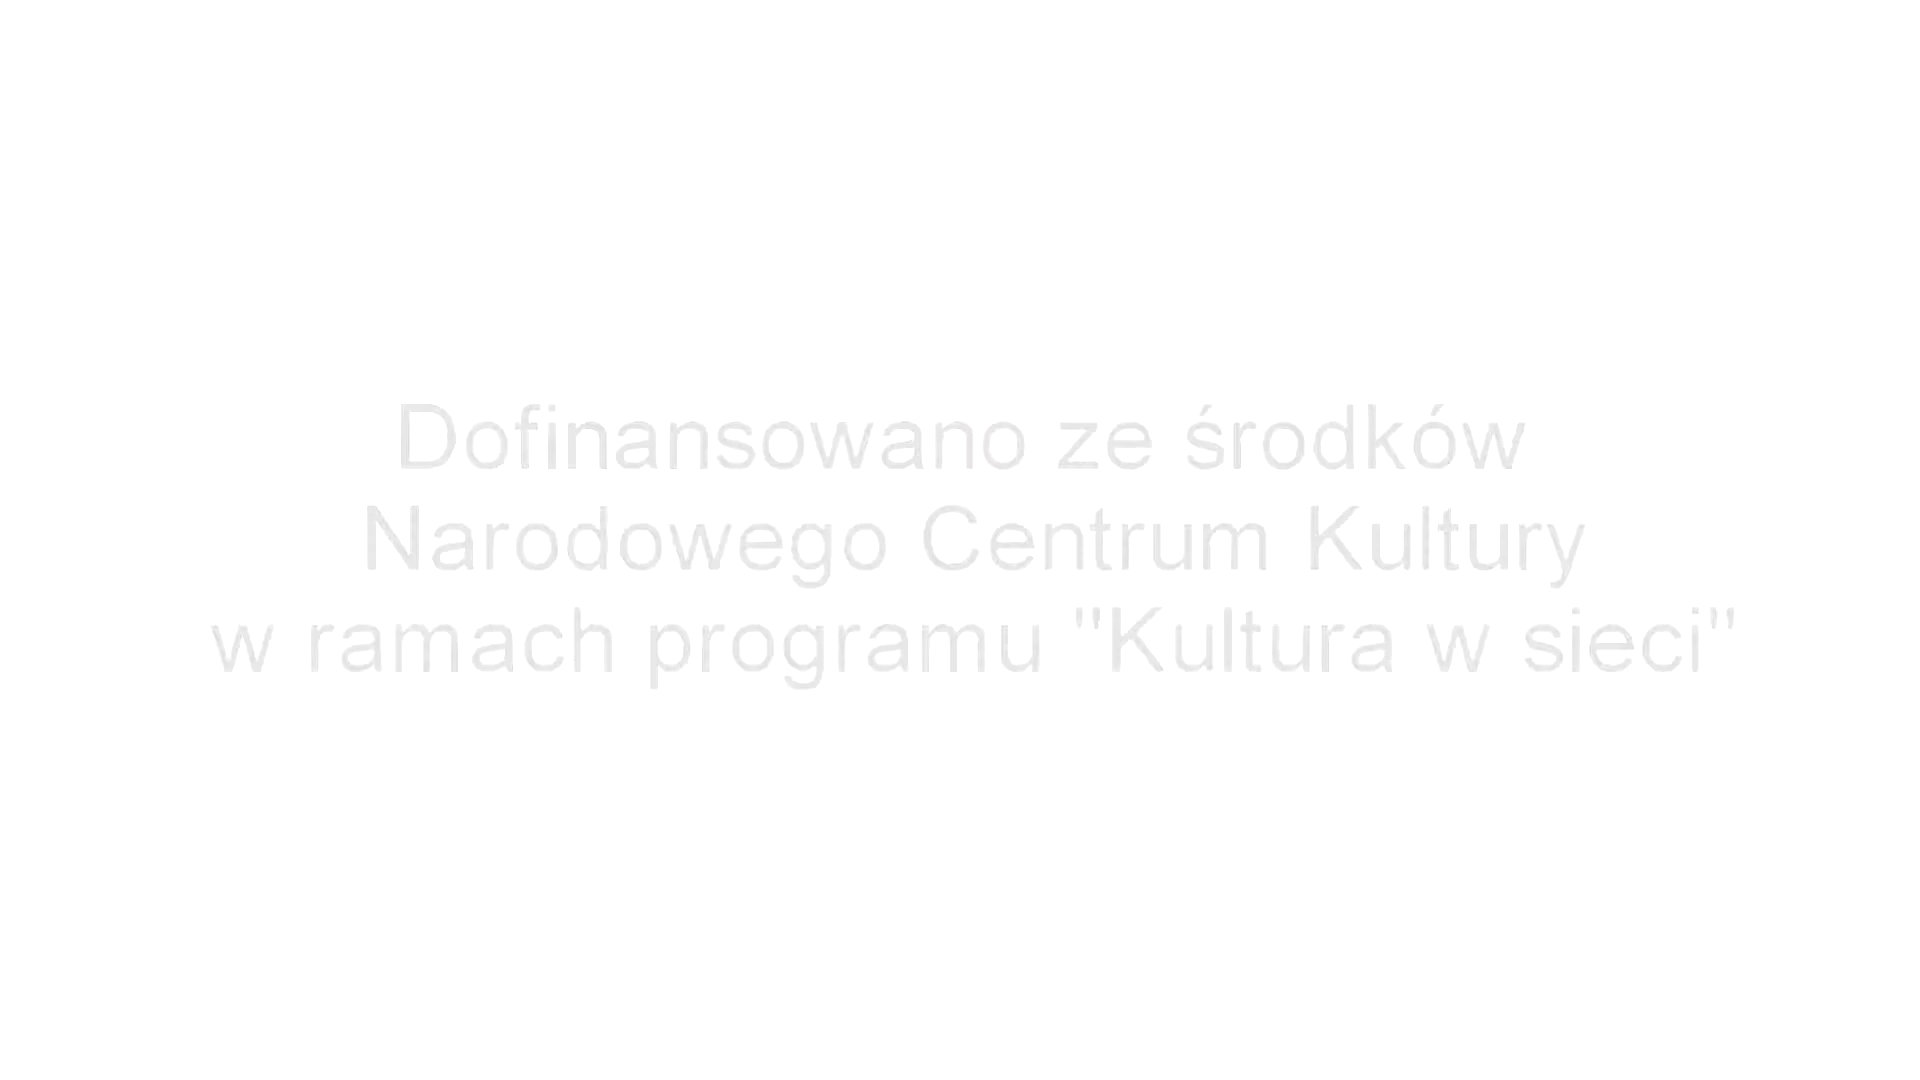 Dofinansowano ze środków
Narodowego Centrum Kultury
w ramach programu "Kultura w sieci"